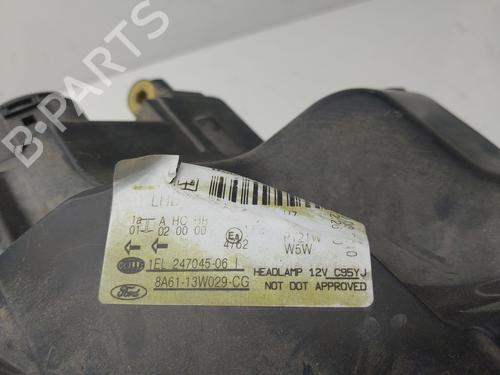 B-PARTS
LHD
1a A HC HR
01 02 00 00
E4
4762
PY21W
W5W
HELLA
1EL 247045-06 I
HEADLAMP 12V C95YJ
Ford
8A61-13W029-CG
NOT DOT APPROVED